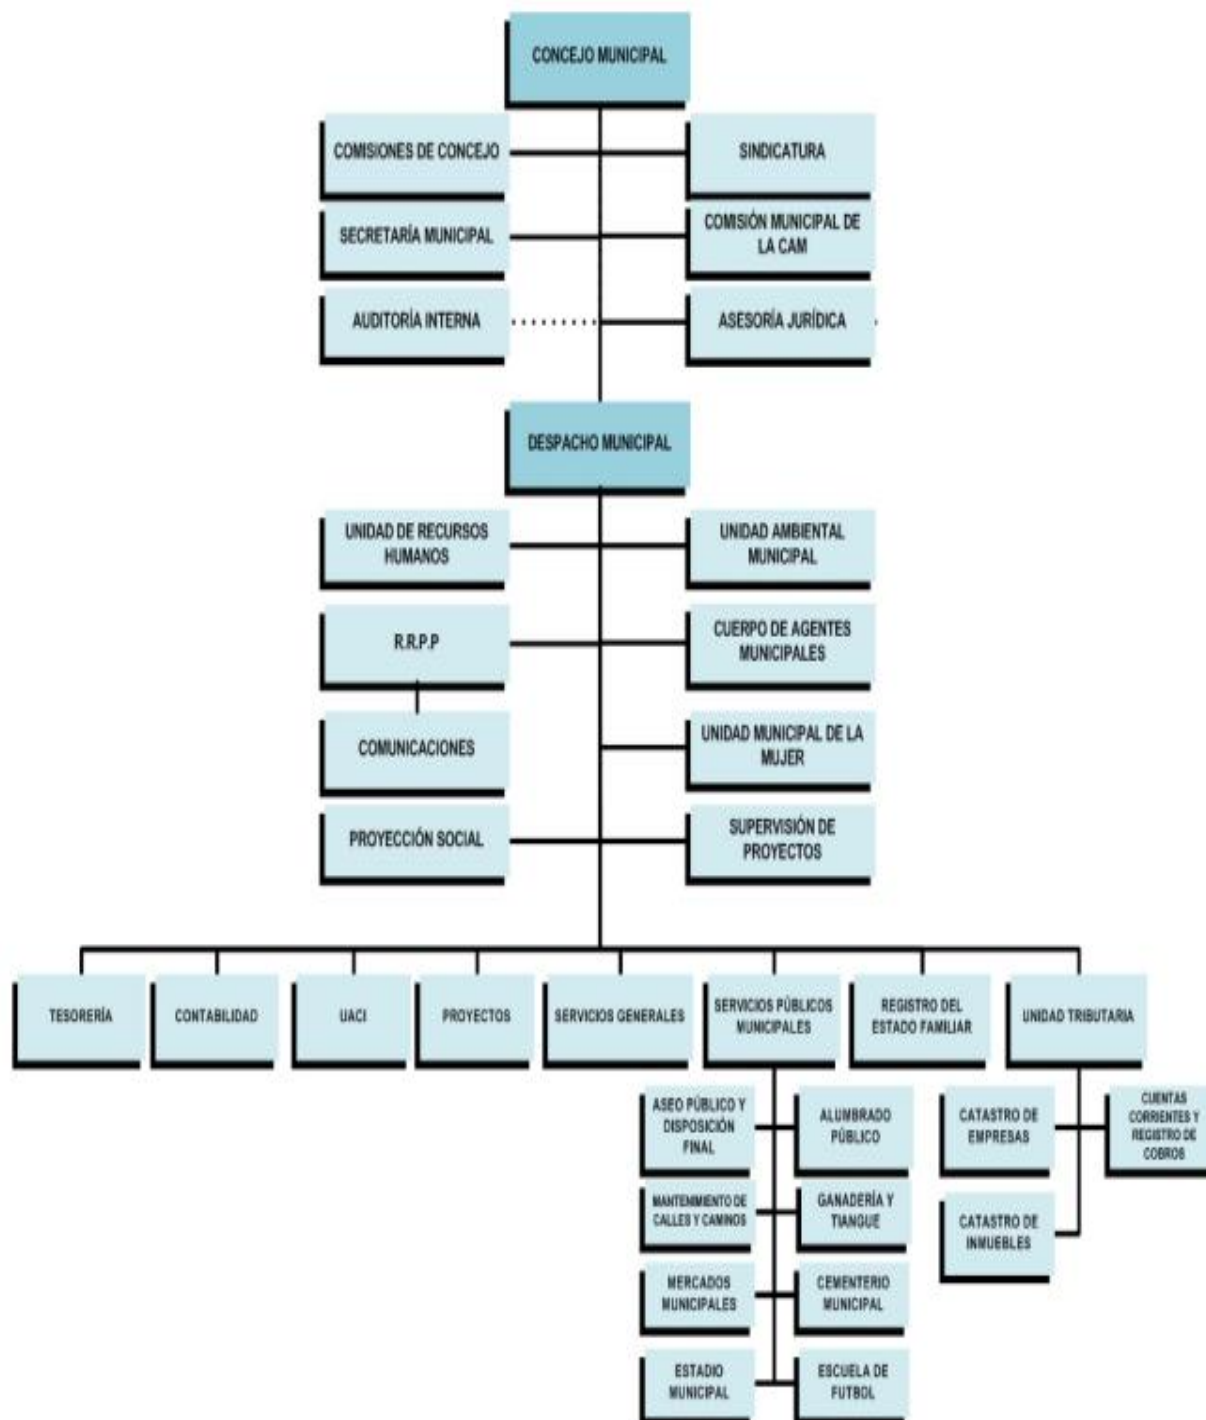 CONCEJO MUNICIPAL
COMISIONES DE CONCEJO
SINDICATURA
SECRETARÍA MUNICIPAL
COMISIÓN MUNICIPAL DE
LA CAM
AUDITORÍA INTERNA
ASESORÍA JURÍDICA
DESPACHO MUNICIPAL
UNIDAD DE RECURSOS
HUMANOS
UNIDAD AMBIENTAL
MUNICIPAL
R.R.P.P
CUERPO DE AGENTES
MUNICIPALES
COMUNICACIONES
UNIDAD MUNICIPAL DE LA
MUJER
PROYECCIÓN SOCIAL
SUPERVISIÓN DE
PROYECTOS
TESORERÍA
CONTABILIDAD
UACI
PROYECTOS
SERVICIOS GENERALES
SERVICIOS PÚBLICOS
MUNICIPALES
REGISTRO DEL
ESTADO FAMILIAR
UNIDAD TRIBUTARIA
ASEO PÚBLICO Y
DISPOSICIÓN
FINAL
ALUMBRADO
PÚBLICO
CATASTRO DE
EMPRESAS
CUENTAS
CORRIENTES Y
REGISTRO DE
COBROS
MANTENIMIENTO DE
CALLES Y CAMINOS
GANADERÍA Y
TIANGUE
CATASTRO DE
INMUEBLES
MERCADOS
MUNICIPALES
CEMENTERIO
MUNICIPAL
ESTADIO
MUNICIPAL
ESCUELA DE
FUTBOL